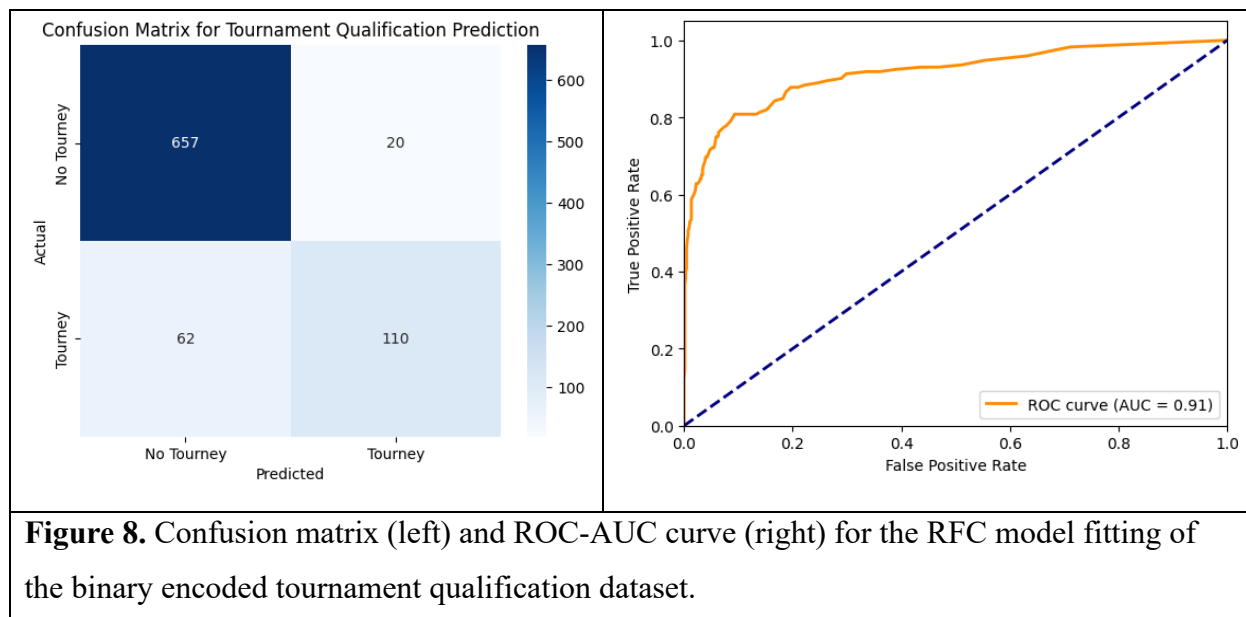 Confusion Matrix for Tournament Qualification Prediction
No Tourney
Tourney
Actual
657
20
62
110
No Tourney
Tourney
Predicted
600
500
400
300
200
100
1.0
0.8
0.6
0.4
0.2
0.0
True Positive Rate
ROC curve (AUC = 0.91)
0.0
0.2
0.4
0.6
0.8
1.0
False Positive Rate
Figure 8. Confusion matrix (left) and ROC-AUC curve (right) for the RFC model fitting of
the binary encoded tournament qualification dataset.